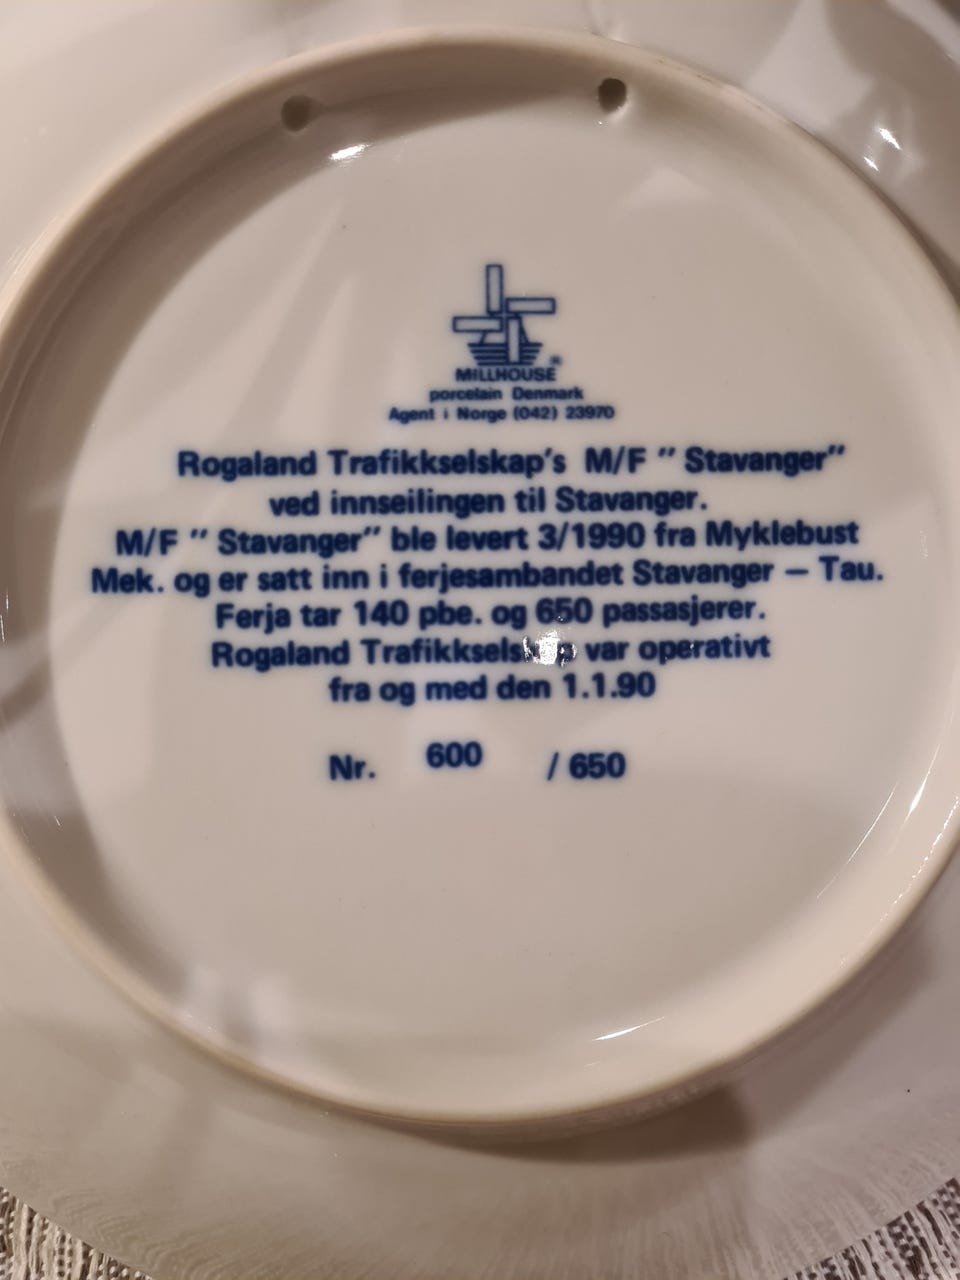 MILLHOUSE ®
porcelain Denmark
Agent i Norge (042) 23970
Rogaland Trafikkselskap's M/F " Stavanger"
ved innseilingen til Stavanger.
M/F " Stavanger" ble levert 3/1990 fra Myklebust
Mek. og er satt inn i ferjesambandet Stavanger – Tau.
Ferja tar 140 pbe. og 650 passasjerer.
Rogaland Trafikkselskap var operativt
fra og med den 1.1.90
Nr. 600 / 650